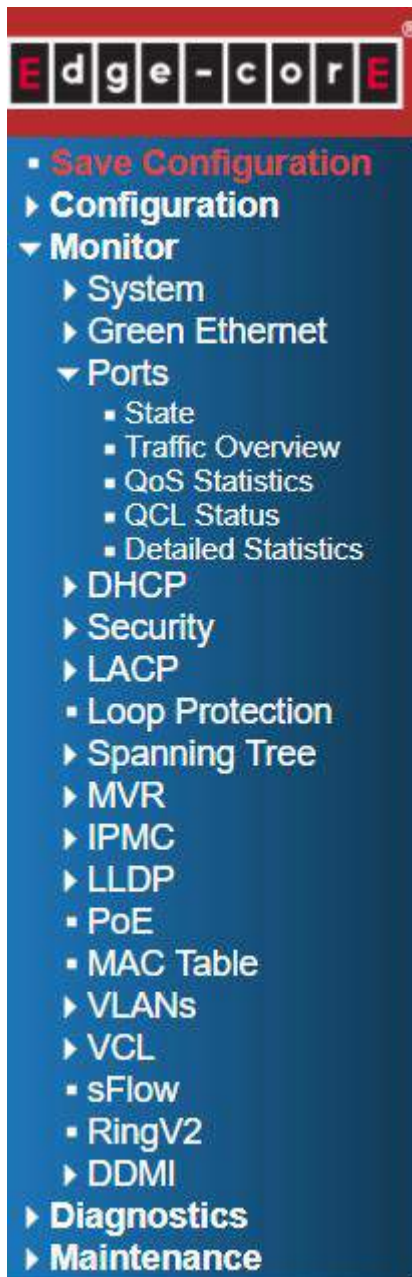 Edge-corE®
Save Configuration
Configuration
Monitor
System
Green Ethernet
Ports
State
Traffic Overview
QoS Statistics
QCL Status
Detailed Statistics
DHCP
Security
LACP
Loop Protection
Spanning Tree
MVR
IPMC
LLDP
PoE
MAC Table
VLANs
VCL
sFlow
RingV2
DDMI
Diagnostics
Maintenance